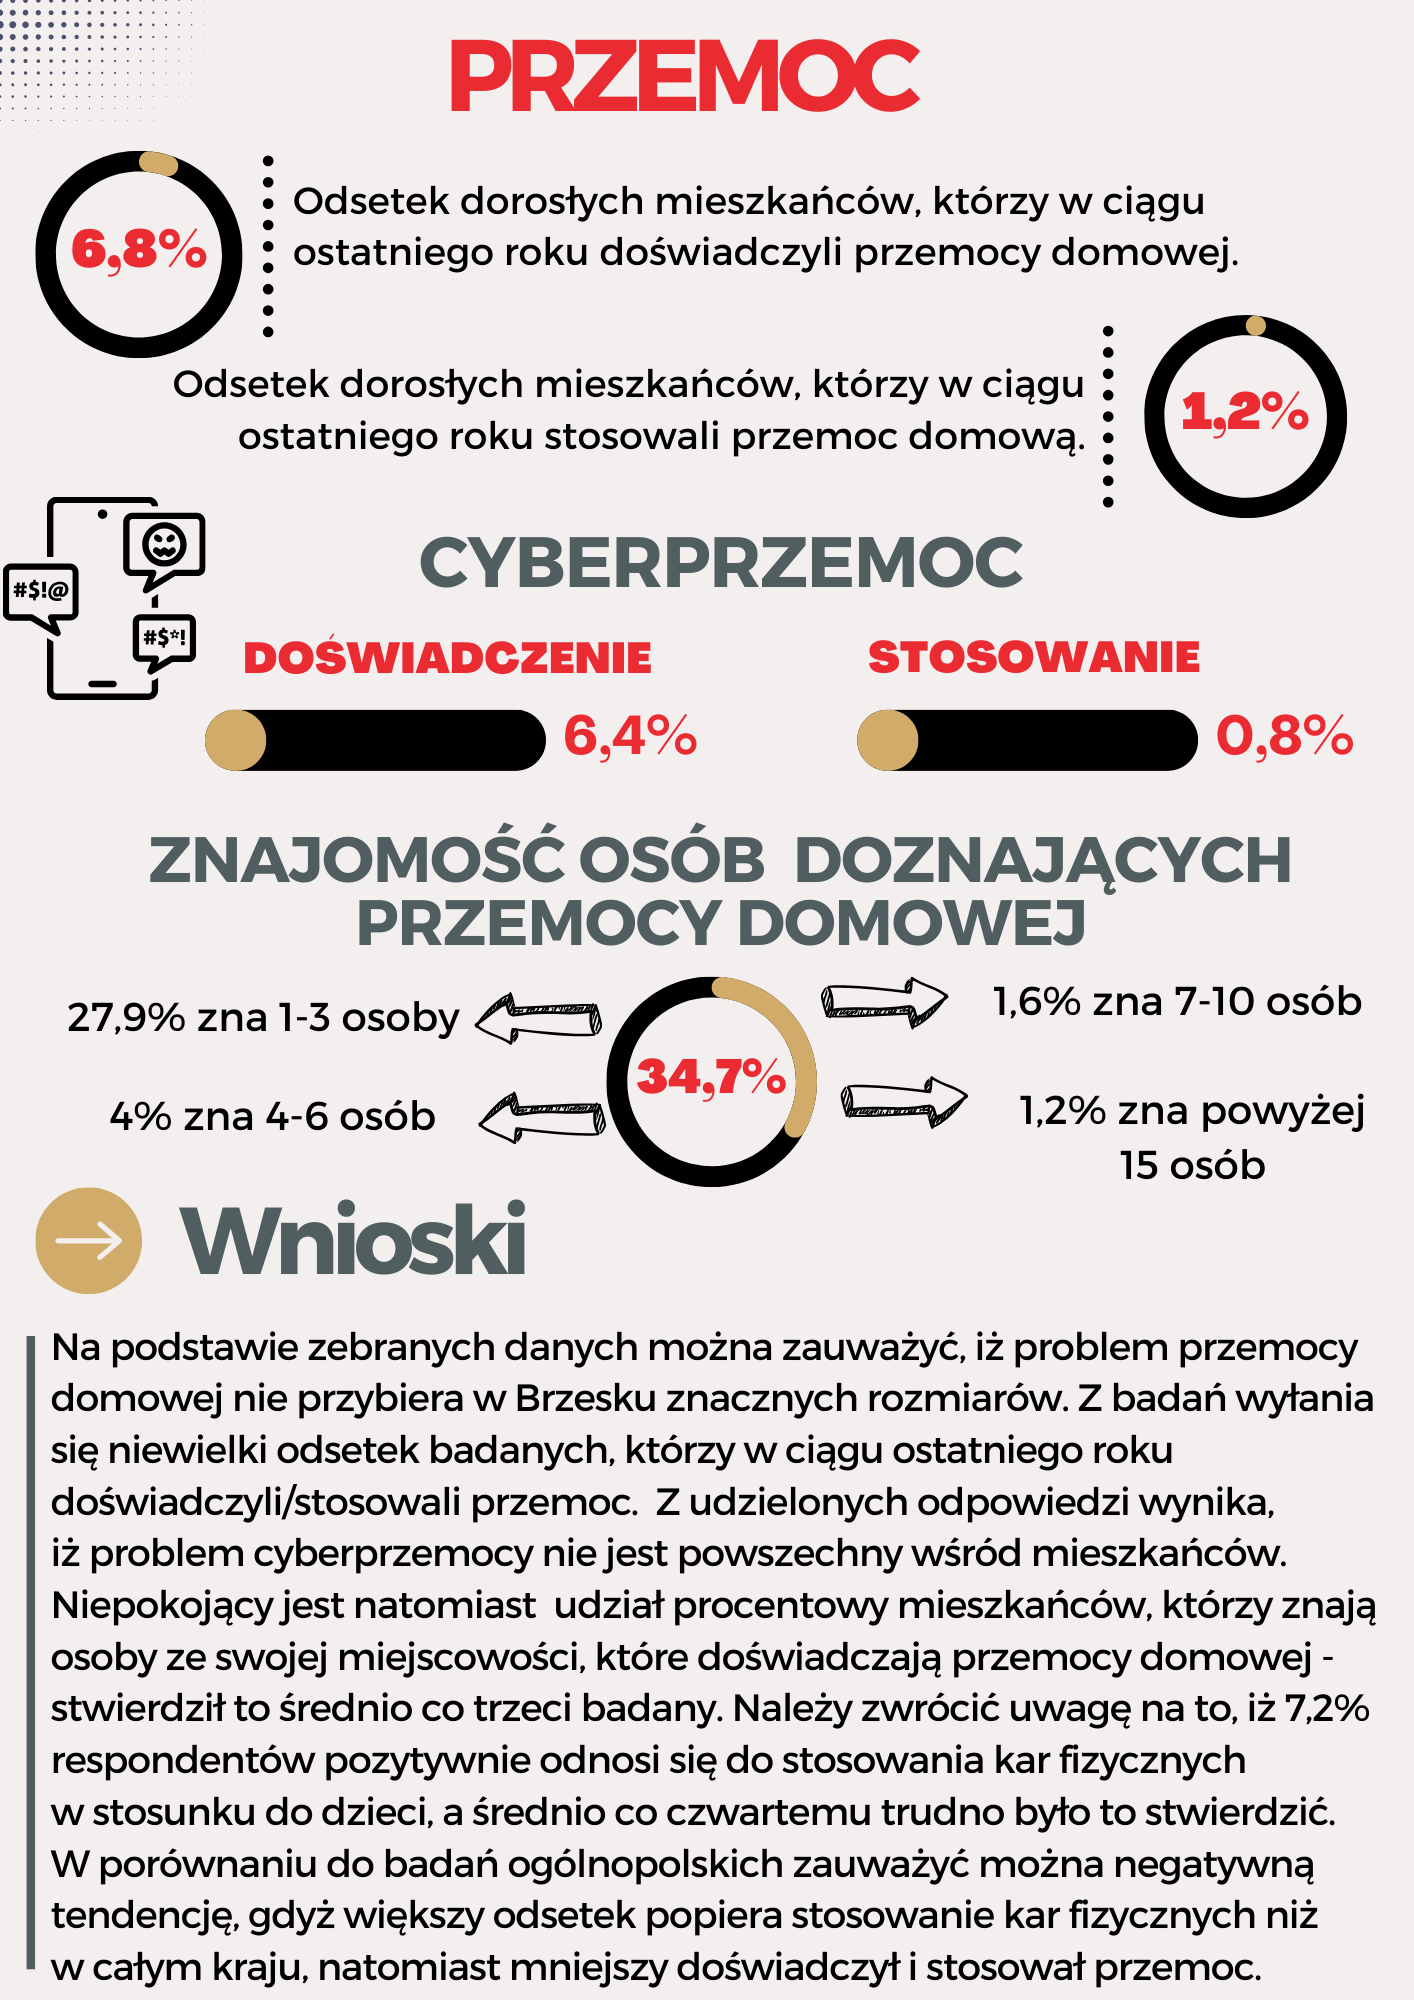 PRZEMOC
6,8%
Odsetek dorosłych mieszkańców, którzy w ciągu
ostatniego roku doświadczyli przemocy domowej.
Odsetek dorosłych mieszkańców, którzy w ciągu
ostatniego roku stosowali przemoc domową.
1,2%
#$!@
#$*!
CYBERPRZEMOC
DOŚWIADCZENIE
6,4%
STOSOWANIE
0,8%
ZNAJOMOŚĆ OSÓB DOZNAJĄCYCH
PRZEMOCY DOMOWEJ
27,9% zna 1-3 osoby
4% zna 4-6 osób
34,7%
1,6% zna 7-10 osób
1,2% zna powyżej
15 osób
Wnioski
Na podstawie zebranych danych można zauważyć, iż problem przemocy
domowej nie przybiera w Brzesku znacznych rozmiarów. Z badań wyłania
się niewielki odsetek badanych, którzy w ciągu ostatniego roku
doświadczyli/stosowali przemoc. Z udzielonych odpowiedzi wynika,
iż problem cyberprzemocy nie jest powszechny wśród mieszkańców.
Niepokojący jest natomiast udział procentowy mieszkańców, którzy znają
osoby ze swojej miejscowości, które doświadczają przemocy domowej -
stwierdził to średnio co trzeci badany. Należy zwrócić uwagę na to, iż 7,2%
respondentów pozytywnie odnosi się do stosowania kar fizycznych
w stosunku do dzieci, a średnio co czwartemu trudno było to stwierdzić.
W porównaniu do badań ogólnopolskich zauważyć można negatywną
tendencję, gdyż większy odsetek popiera stosowanie kar fizycznych niż
w całym kraju, natomiast mniejszy doświadczył i stosował przemoc.